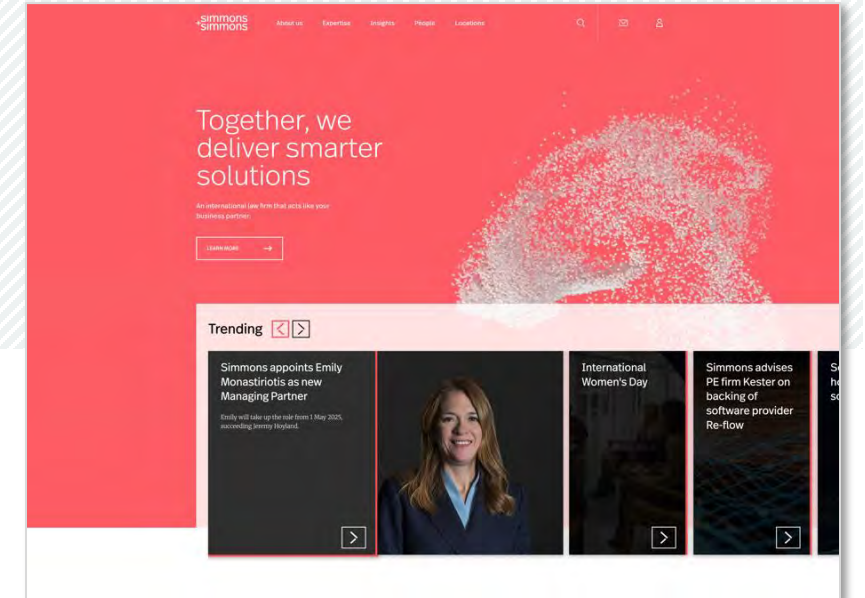 simmons
+simmons
About us Expertise Insights People Locations
Together, we
deliver smarter
solutions
An international law firm that acts like your
business partner
LEARN MORE
Trending
Simmons appoints Emily
Monastiriotis as new
Managing Partner
Emily will take up the role from 1 May 2025,
succeeding Jeremy Hoyland.
International
Women's Day
Simmons advises
PE firm Kester on
backing of
software provider
Re-flow